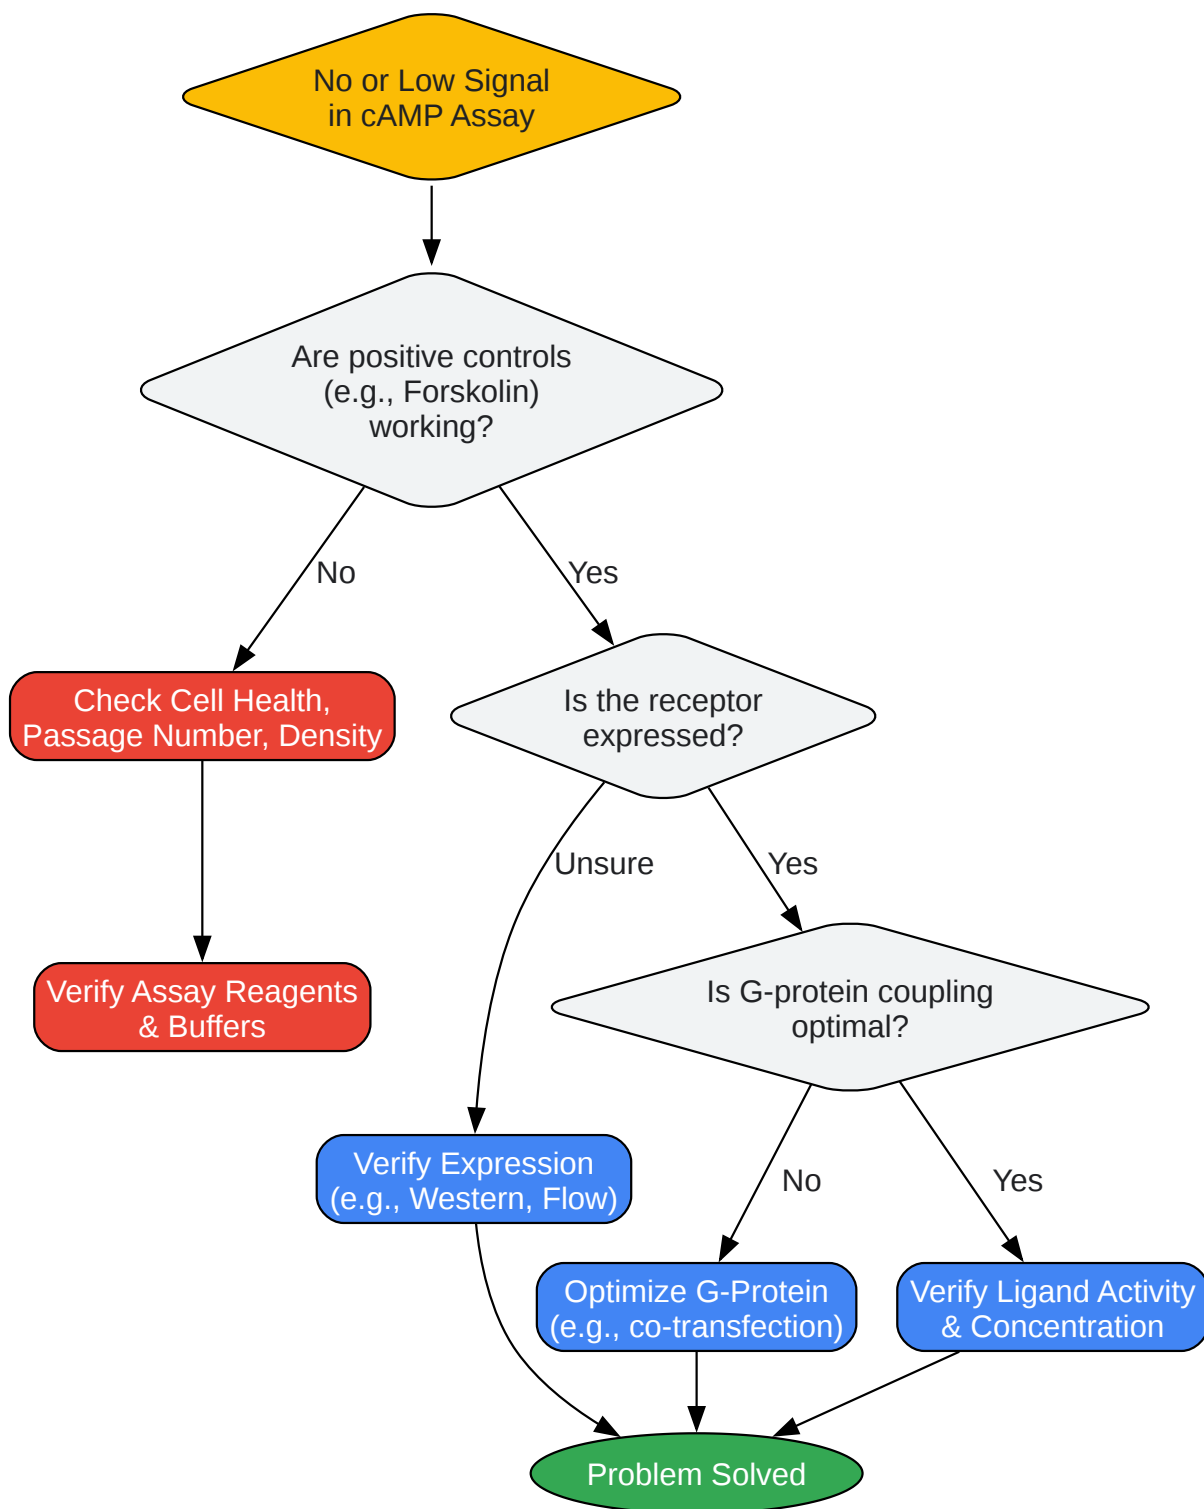 No or Low Signal
in cAMP Assay
Are positive controls
(e.g., Forskolin)
working?
No
Yes
Check Cell Health,
Passage Number, Density
Is the receptor
expressed?
Unsure
Yes
Verify Assay Reagents
& Buffers
Is G-protein coupling
optimal?
Verify Expression
(e.g., Western, Flow)
No
Yes
Optimize G-Protein
(e.g., co-transfection)
Verify Ligand Activity
& Concentration
Problem Solved